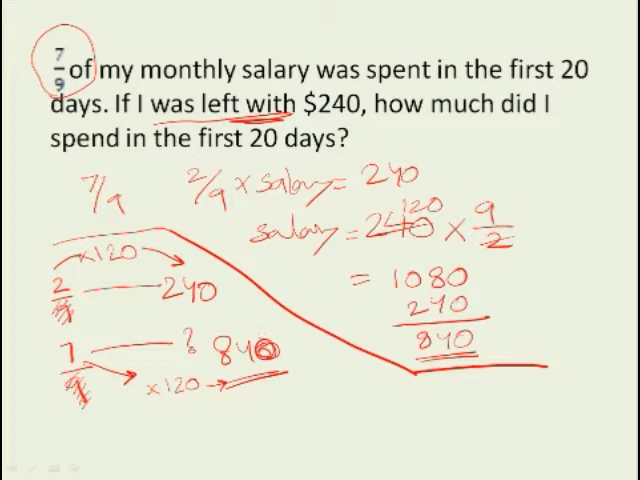 7/9 of my monthly salary was spent in the first 20
days. If I was left with $240, how much did I
spend in the first 20 days?
7/9
2/9 x salary = 240
salary = 240 120 x 9/2
= 1080
240
840
x120
2/9 240
7/9 ? 840
x120